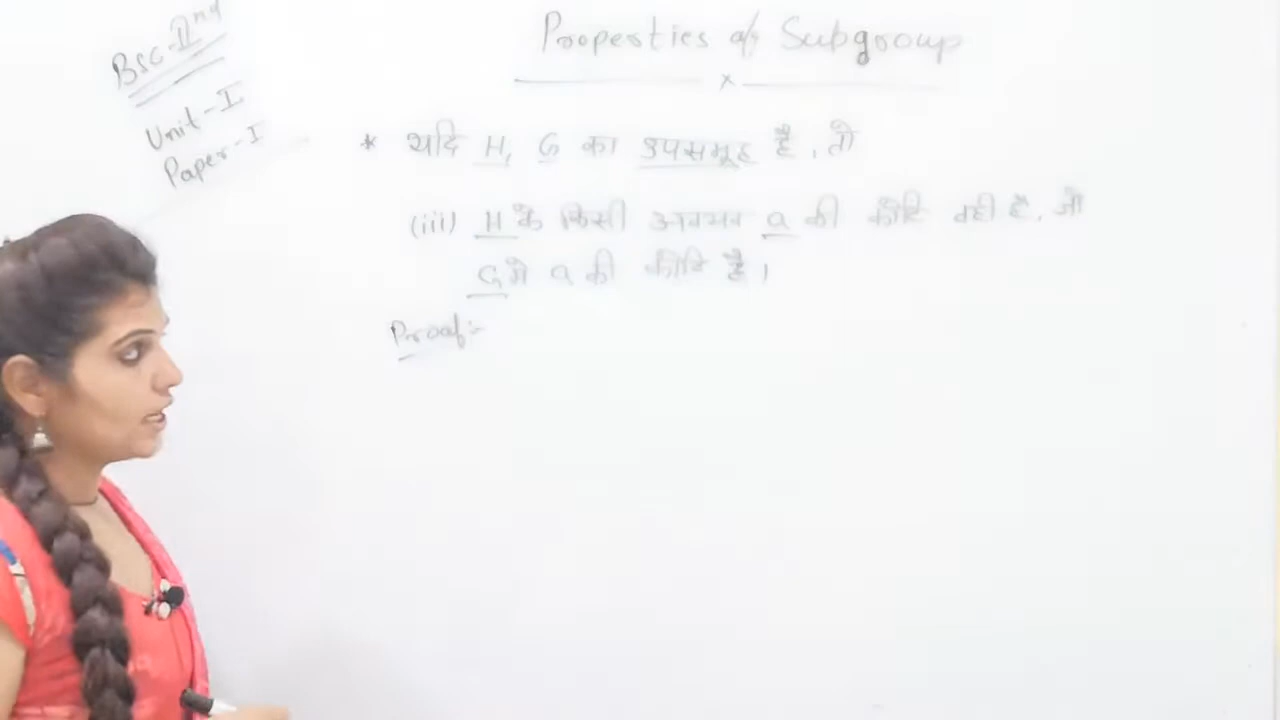 BSC-IInd
Unit-I
Paper-I
Properties of Subgroup
x
* यदि H, G का उपसमूह है, तो
(iii) H के किसी अवयव a की कोटि वही है, जो
G में a की कोटि है।
Proof:-